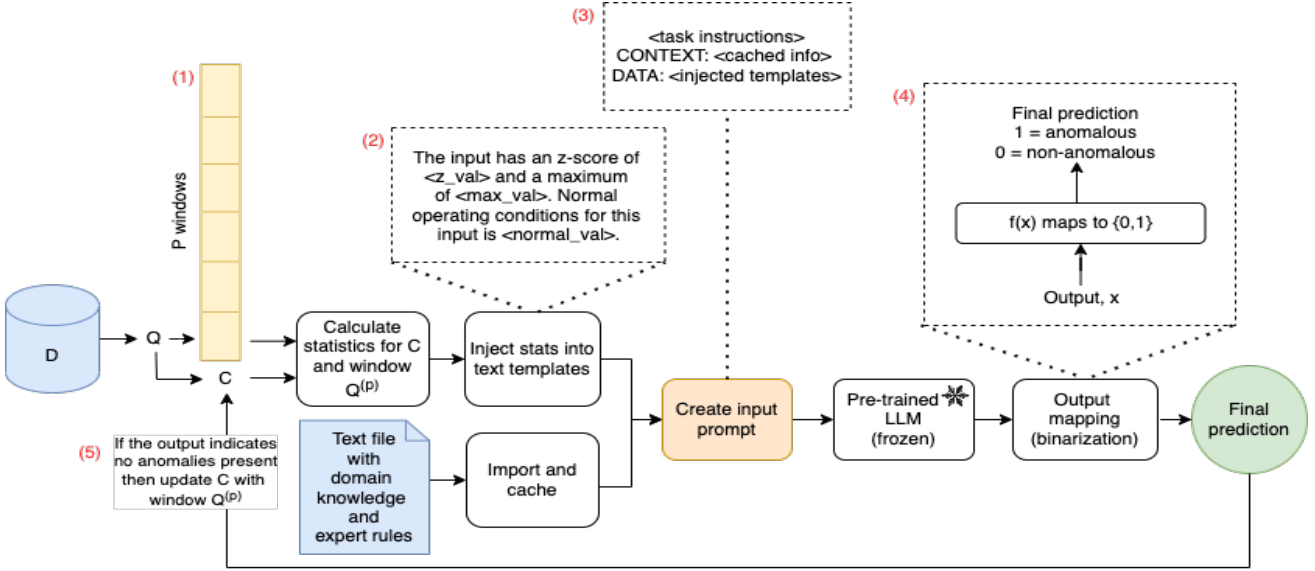 (3)
<task instructions>
CONTEXT: <cached info>
DATA: <injected templates>
(1)
(4)
Final prediction
1 = anomalous
0 = non-anomalous
f(x) maps to {0,1}
Output, x
(2)
The input has an z-score of
<z_val> and a maximum
of <max_val>. Normal
operating conditions for this
input is <normal_val>.
P windows
D
Q
C
Calculate
statistics for C
and window
Q(p)
Inject stats into
text templates
Create input
prompt
Pre-trained
LLM
(frozen)
Output
mapping
(binarization)
Final
prediction
(5)
If the output indicates
no anomalies present
then update C with
window Q(p)
Text file
with
domain
knowledge
and
expert rules
Import and
cache